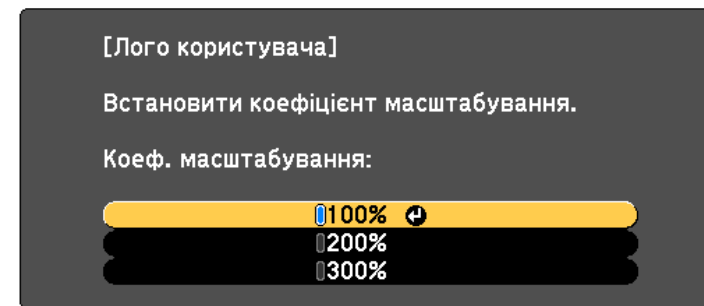 [Лого користувача]
Встановити коефіцієнт масштабування.
Коеф. масштабування:
100%
200%
300%